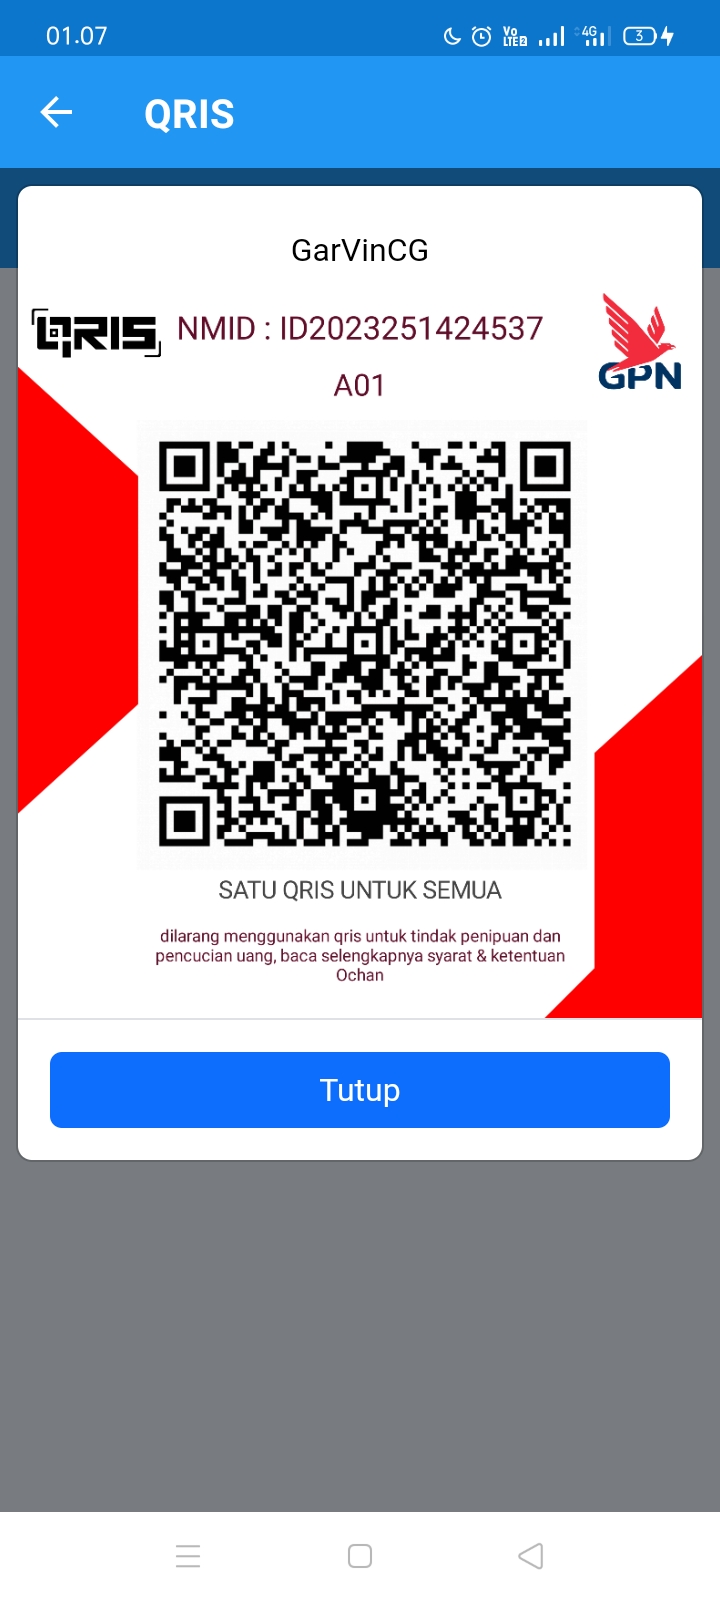 01.07
Vo
LTE2
4G
3
QRIS
GarVinCG
QRIS
NMID : ID2023251424537
A01
GPN
SATU QRIS UNTUK SEMUA
dilarang menggunakan qris untuk tindak penipuan dan
pencucian uang, baca selengkapnya syarat & ketentuan
Ochan
Tutup